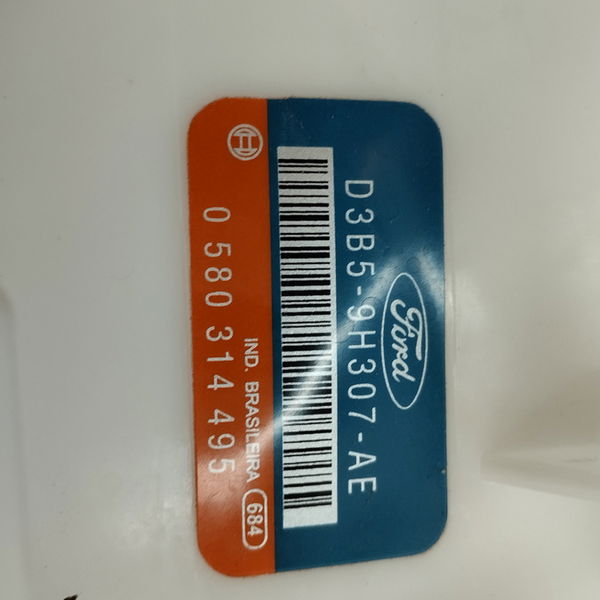 Ford
D3B5-9H307-AE
IND. BRASILEIRA 684
0 580 314 495